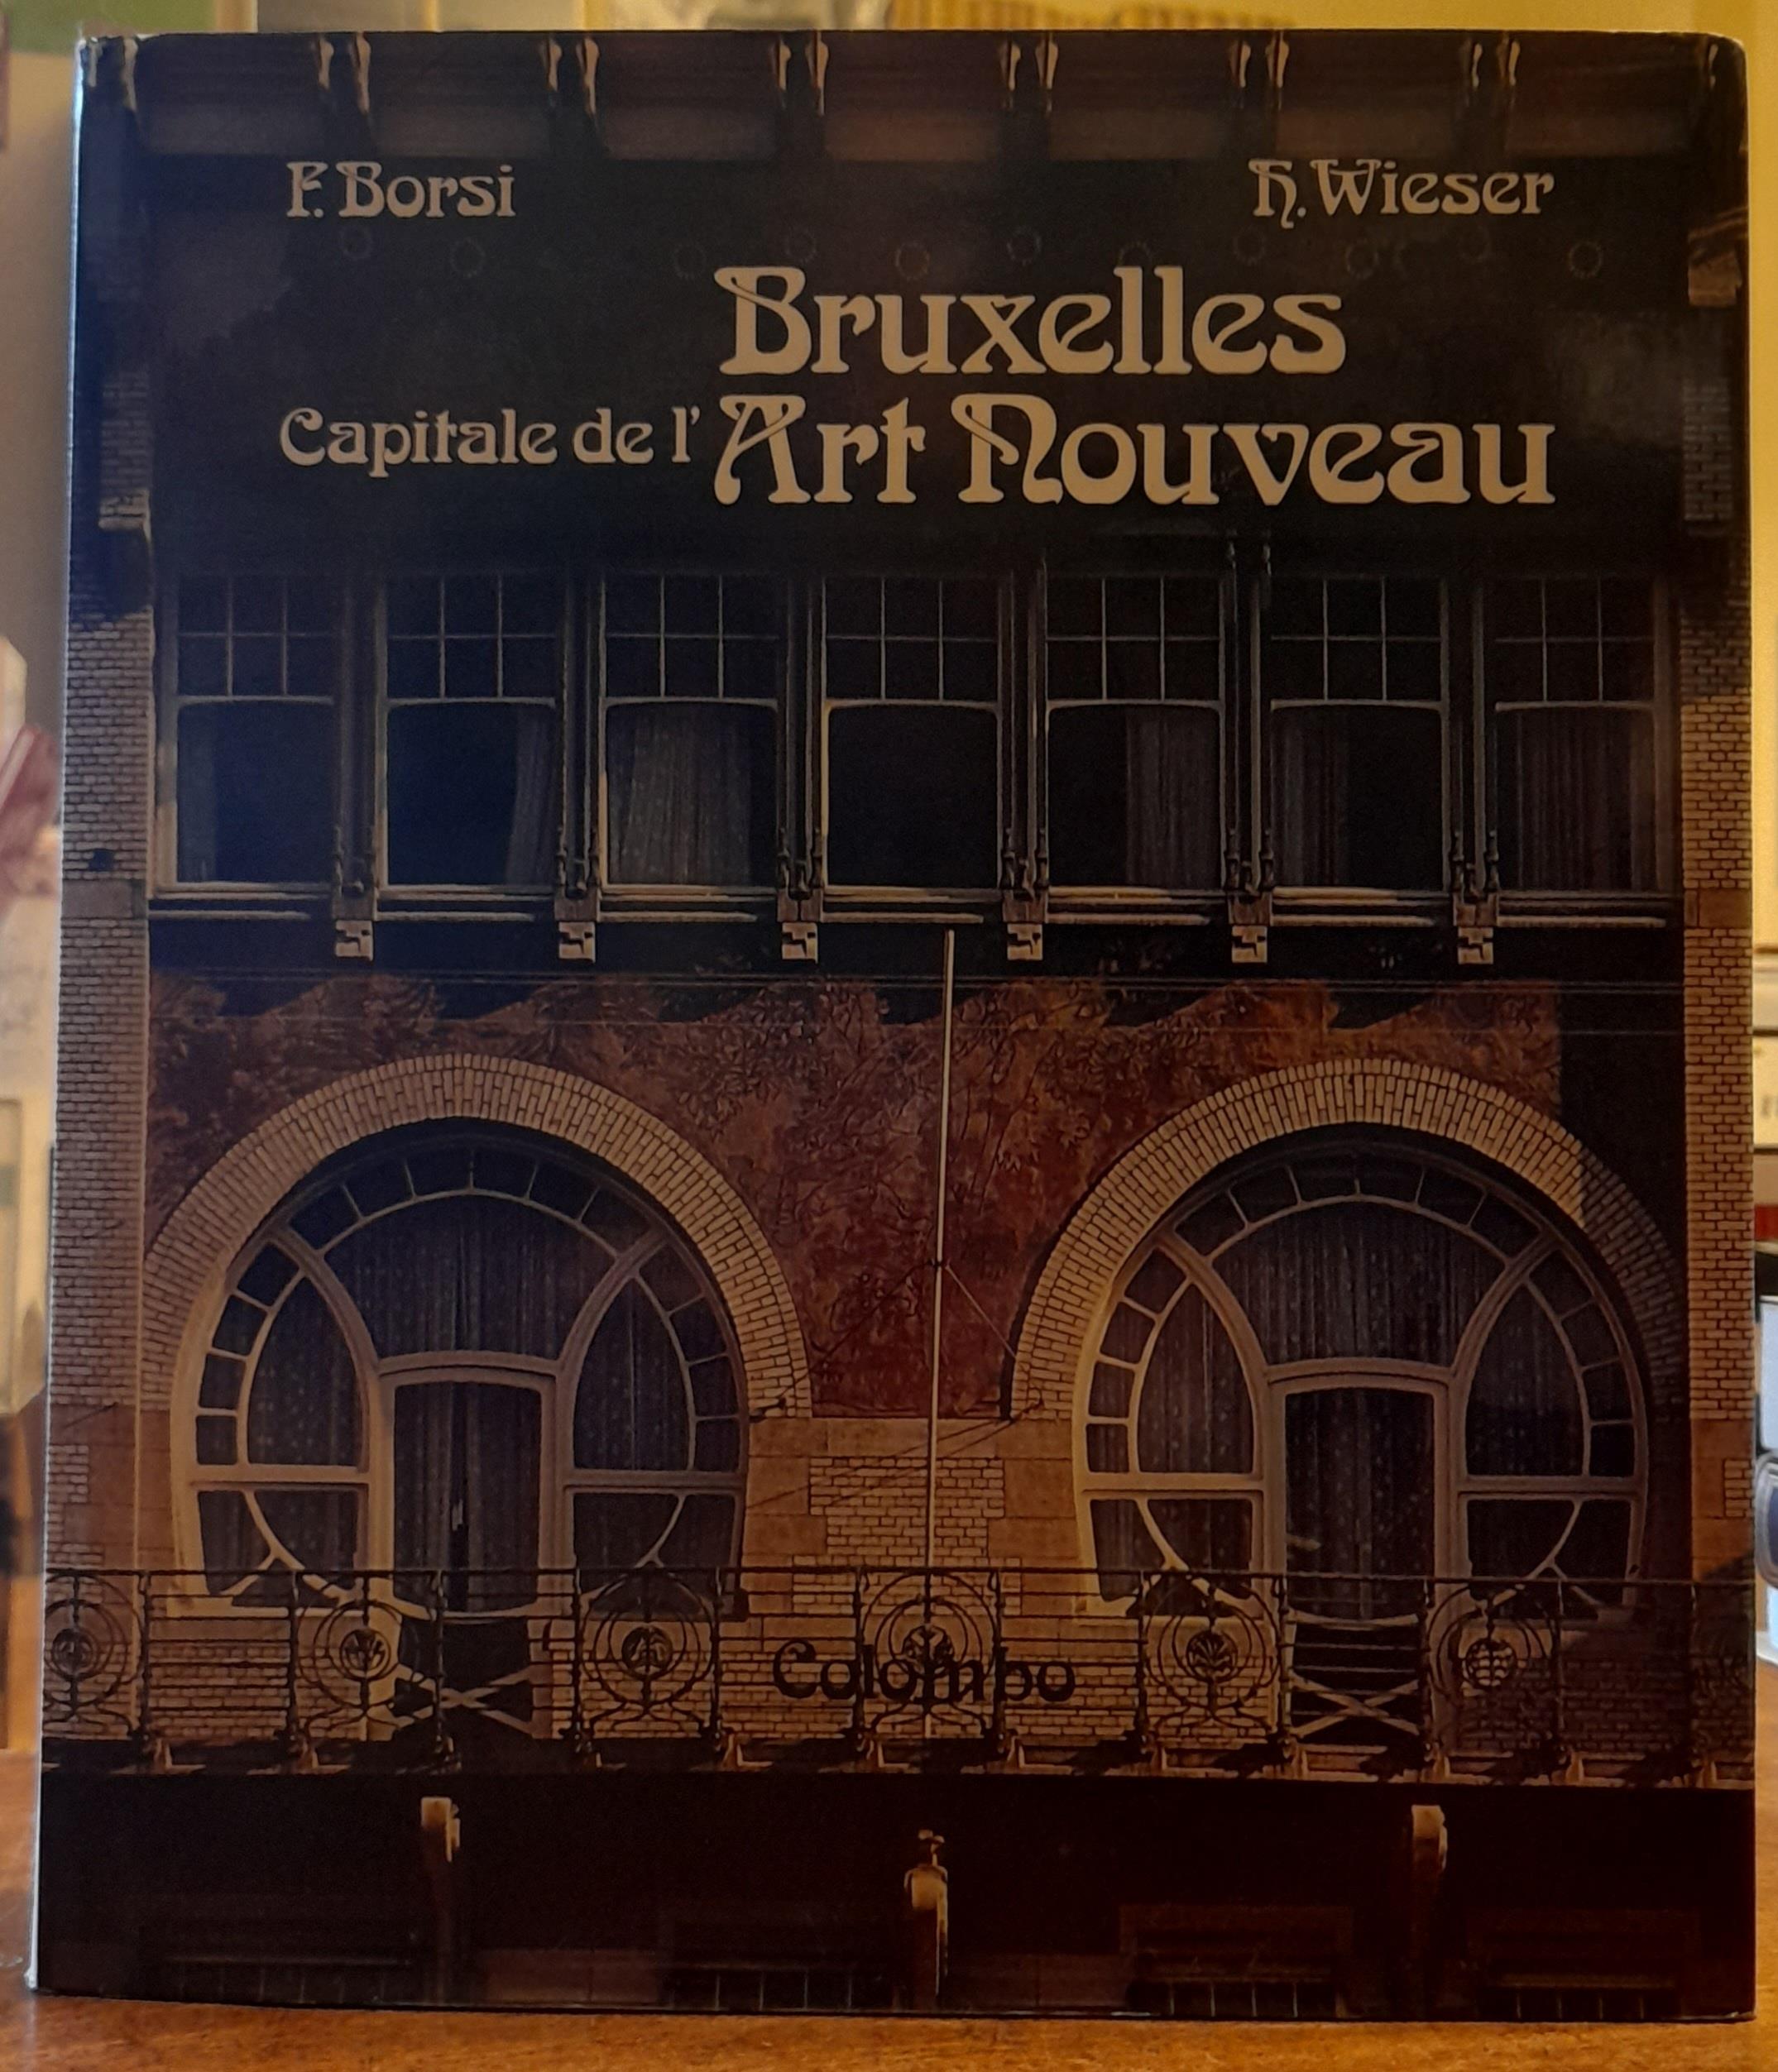 F. Borsi
H. Wieser
Bruxelles
Capitale de l'Art Nouveau
Colombo